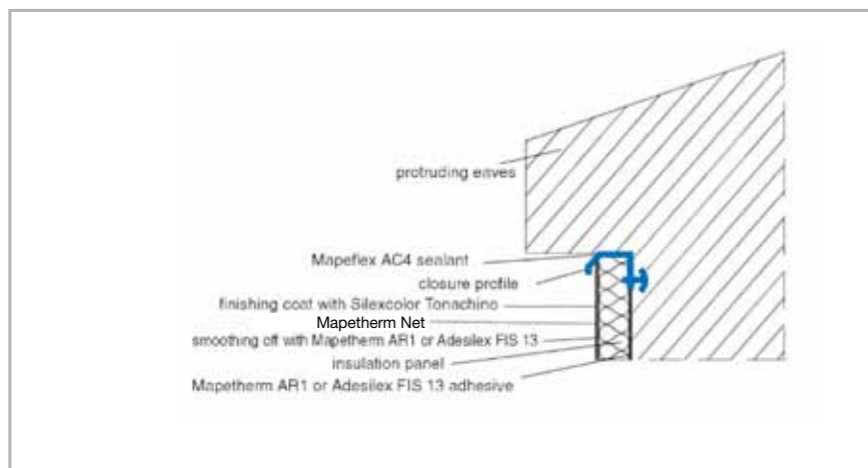 protruding eaves
Mapeflex AC4 sealant
closure profile
finishing coat with Silexcolor Tonachino
Mapetherm Net
smoothing off with Mapetherm AR1 or Adesilex FIS 13
insulation panel
Mapetherm AR1 or Adesilex FIS 13 adhesive